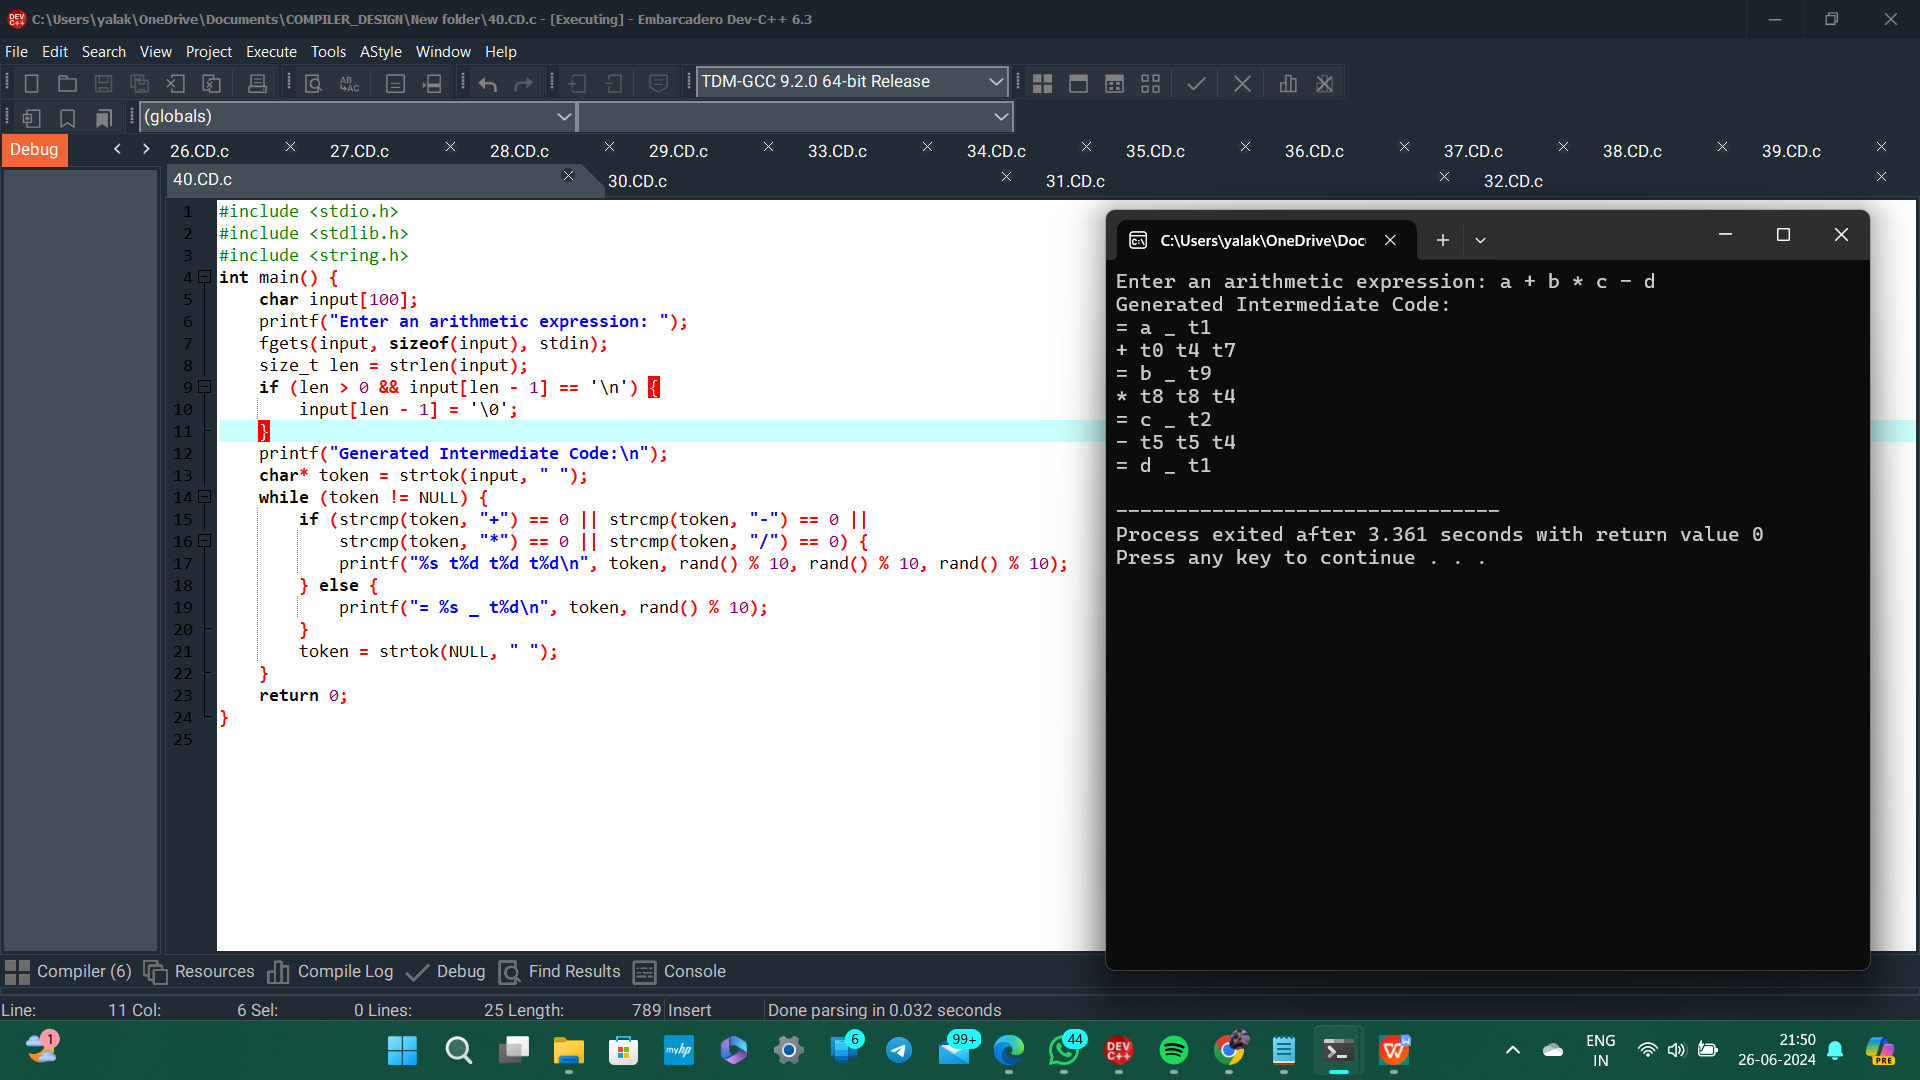 C:\Users\yalak\OneDrive\Documents\COMPILER_DESIGN\New folder\40.CD.c - [Executing] - Embarcadero Dev-C++ 6.3
File Edit Search View Project Execute Tools AStyle Window Help
TDM-GCC 9.2.0 64-bit Release
(globals)
Debug
26.CD.c 27.CD.c 28.CD.c 29.CD.c 33.CD.c 34.CD.c 35.CD.c 36.CD.c 37.CD.c 38.CD.c 39.CD.c
40.CD.c 30.CD.c 31.CD.c 32.CD.c
1 #include <stdio.h>
2 #include <stdlib.h>
3 #include <string.h>
4 int main() {
5 char input[100];
6 printf("Enter an arithmetic expression: ");
7 fgets(input, sizeof(input), stdin);
8 size_t len = strlen(input);
9 if (len > 0 && input[len - 1] == '\n') {
10 input[len - 1] = '\0';
11 }
12 printf("Generated Intermediate Code:\n");
13 char* token = strtok(input, " ");
14 while (token != NULL) {
15 if (strcmp(token, "+") == 0 || strcmp(token, "-") == 0 ||
16 strcmp(token, "*") == 0 || strcmp(token, "/") == 0) {
17 printf("%s t%d t%d t%d\n", token, rand() % 10, rand() % 10, rand() % 10);
18 } else {
19 printf("= %s _ t%d\n", token, rand() % 10);
20 }
21 token = strtok(NULL, " ");
22 }
23 return 0;
24 }
25
C:\Users\yalak\OneDrive\Doc
Enter an arithmetic expression: a + b * c - d
Generated Intermediate Code:
= a _ t1
+ t0 t4 t7
= b _ t9
* t8 t8 t4
= c _ t2
- t5 t5 t4
= d _ t1
--------------------------------
Process exited after 3.361 seconds with return value 0
Press any key to continue . . .
Compiler (6) Resources Compile Log Debug Find Results Console
Line: 11 Col: 6 Sel: 0 Lines: 25 Length: 789 Insert Done parsing in 0.032 seconds
1 myhp 6 99+ 44 DEV C++
ENG
IN
21:50
26-06-2024
PRE